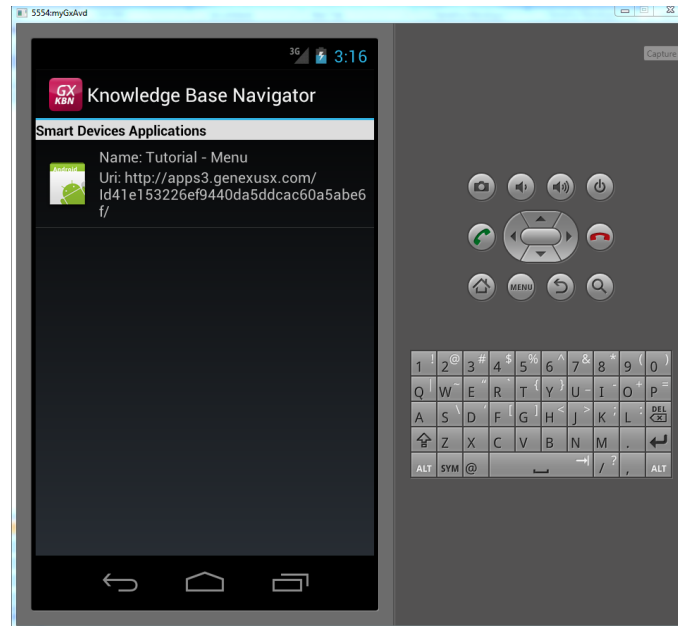 5554:myGxAvd
3G 3:16
GX
KBN
Knowledge Base Navigator
Smart Devices Applications
Android
Name: Tutorial - Menu
Uri: http://apps3.genexusx.com/
Id41e153226ef9440da5ddcac60a5abe6
f/
Capture
MENU
1 ! 2 @ 3 # 4 $ 5 % 6 ^ 7 & 8 * 9 ( 0 )
Q | W ~ E " R ` T { Y } U - I - O + P =
A S \ D ' F [ G ] H < J > K ; L : DEL
Z X C V B N M .
ALT SYM @ / ? , ALT